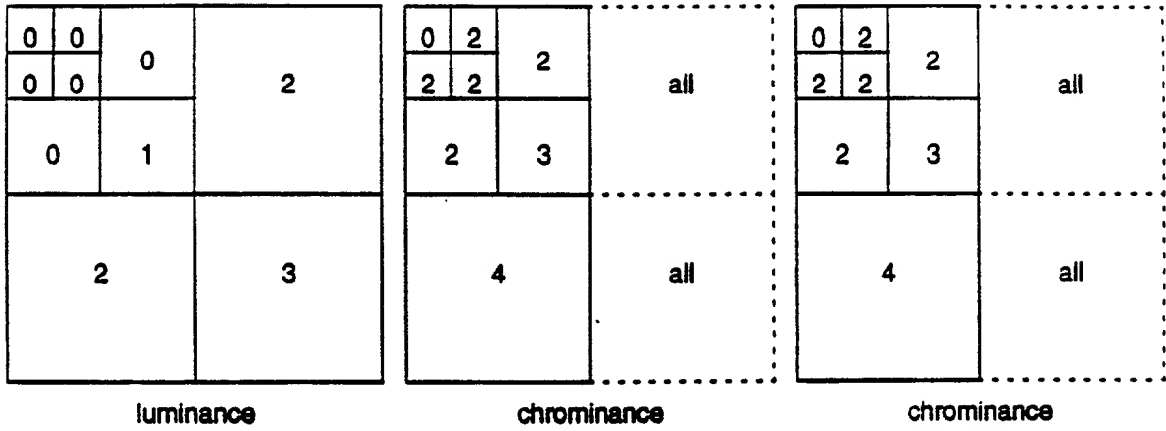 0 0 0 2 0 2 2 all 0 2 2 all
0 0 2 2 2 2
0 1 2 3 2 3
2 3 4 all 4 all
luminance chrominance chrominance